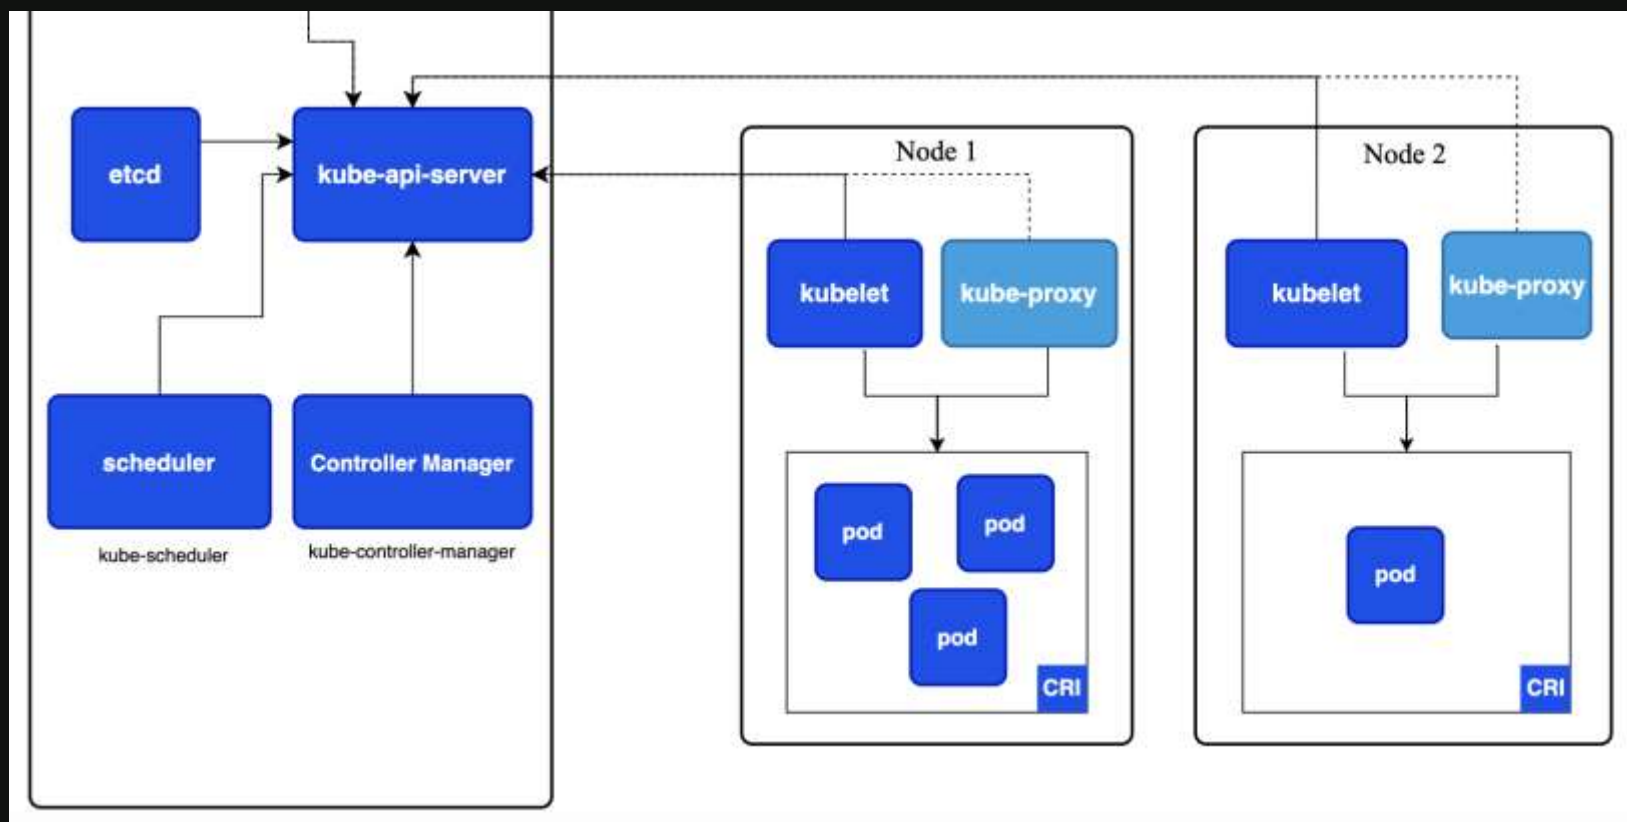 etcd
kube-api-server
scheduler
Controller Manager
kube-scheduler
kube-controller-manager
Node 1
kubelet
kube-proxy
pod
pod
pod
CRI
Node 2
kubelet
kube-proxy
pod
CRI